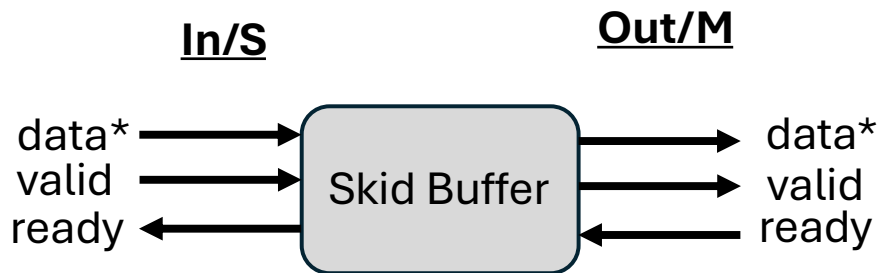 In/S
Out/M
data*
valid
ready
Skid Buffer
data*
valid
ready